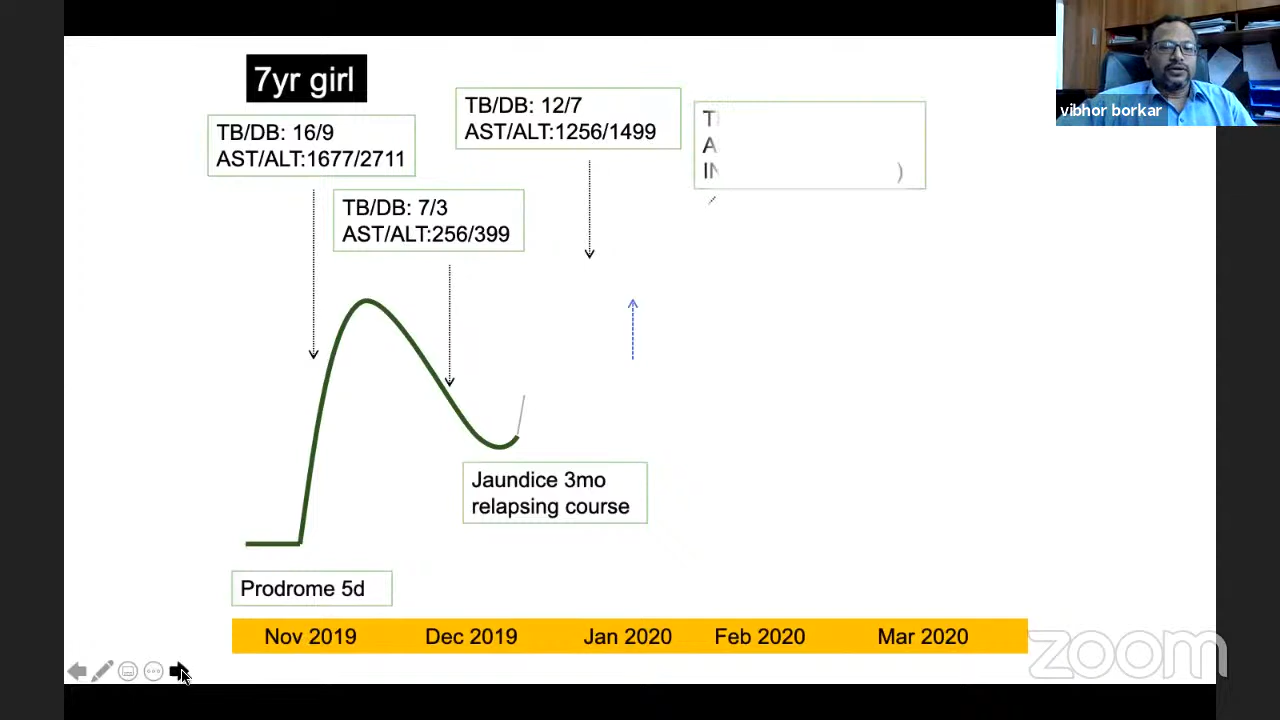 7yr girl
TB/DB: 16/9
AST/ALT:1677/2711
TB/DB: 7/3
AST/ALT:256/399
TB/DB: 12/7
AST/ALT:1256/1499
T
A
IN )
vibhor borkar
Jaundice 3mo
relapsing course
Prodrome 5d
Nov 2019 Dec 2019 Jan 2020 Feb 2020 Mar 2020
zoom